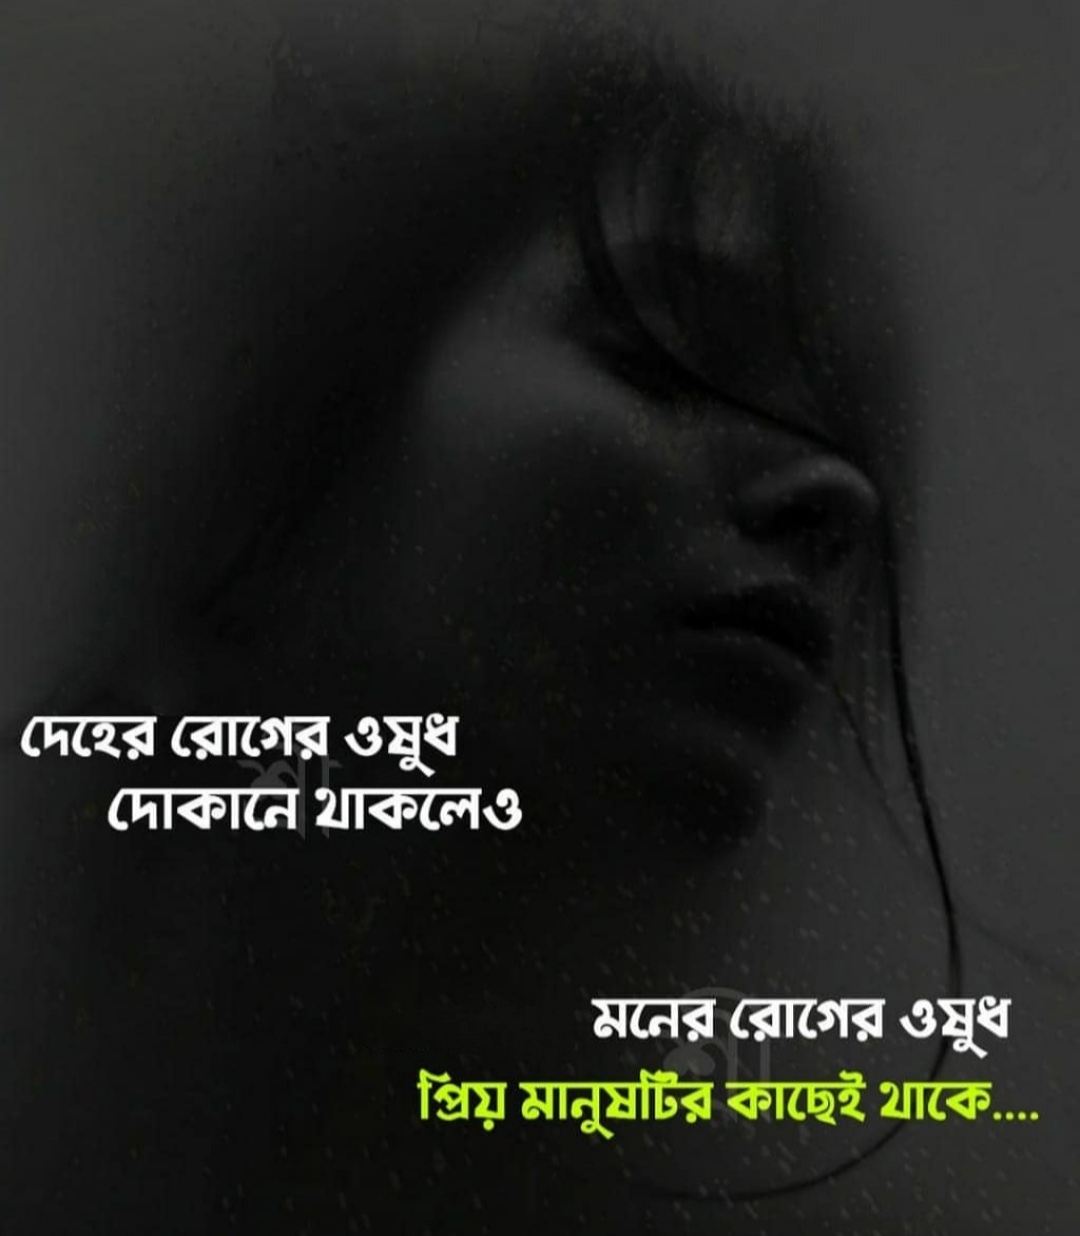 দেহের রোগের ওষুধ
দোকানে থাকলেও
মনের রোগের ওষুধ
প্রিয় মানুষটির কাছেই থাকে....